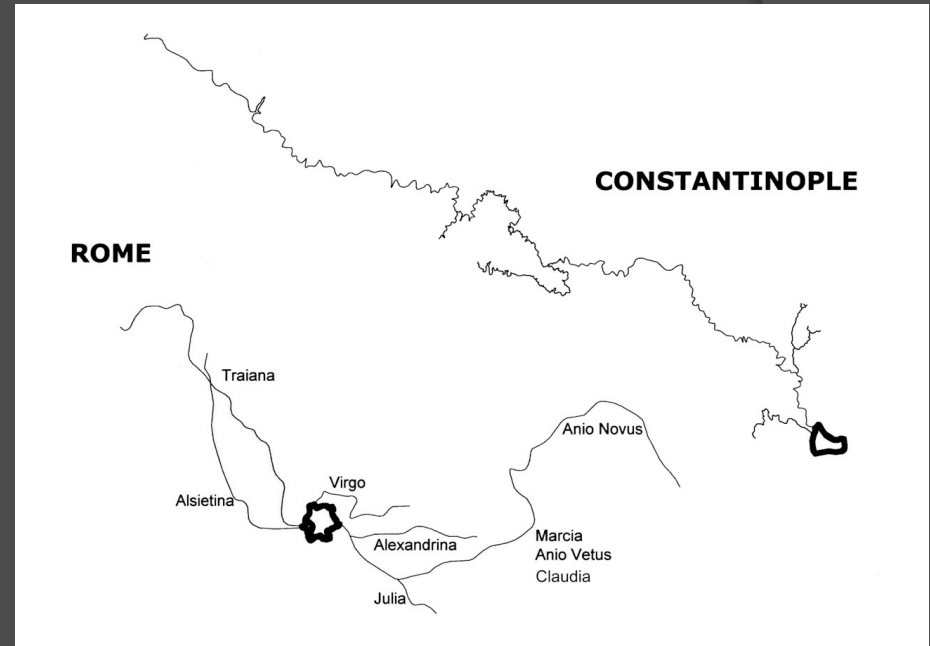 CONSTANTINOPLE
ROME
Traiana
Anio Novus
Virgo
Alsietina
Marcia
Alexandrina
Anio Vetus
Claudia
Julia